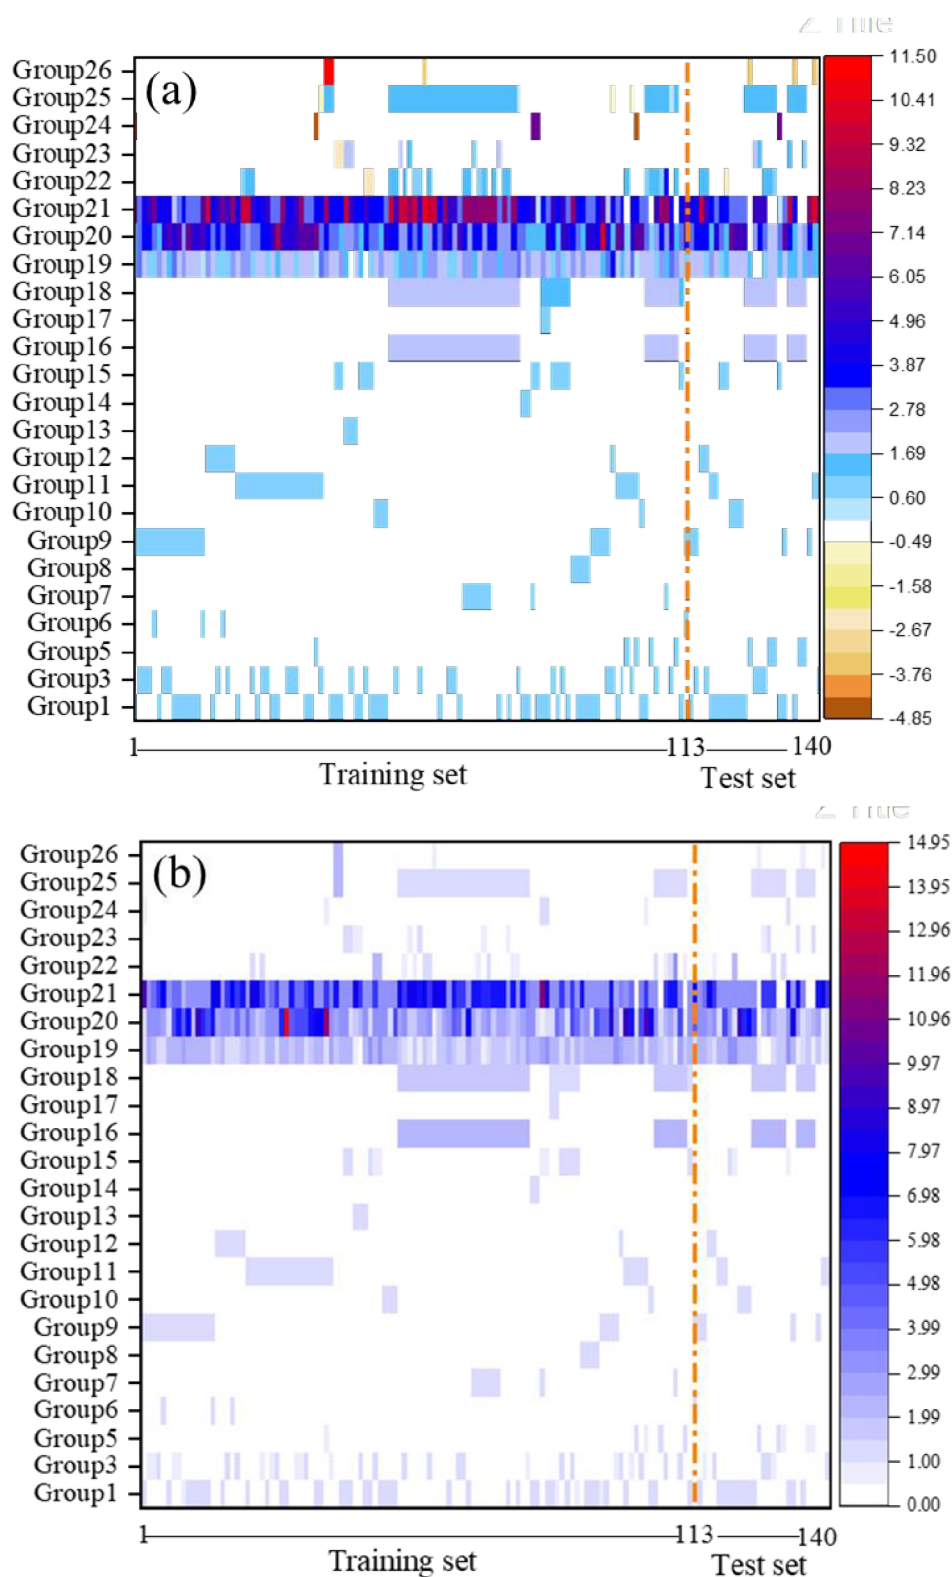 (a)
Group26
Group25
Group24
Group23
Group22
Group21
Group20
Group19
Group18
Group17
Group16
Group15
Group14
Group13
Group12
Group11
Group10
Group9
Group8
Group7
Group6
Group5
Group3
Group1
11.50
10.41
9.32
8.23
7.14
6.05
4.96
3.87
2.78
1.69
0.60
-0.49
-1.58
-2.67
-3.76
-4.85
1 113 140
Training set Test set
(b)
Group26
Group25
Group24
Group23
Group22
Group21
Group20
Group19
Group18
Group17
Group16
Group15
Group14
Group13
Group12
Group11
Group10
Group9
Group8
Group7
Group6
Group5
Group3
Group1
14.95
13.95
12.96
11.96
10.96
9.97
8.97
7.97
6.98
5.98
4.98
3.99
2.99
1.99
1.00
0.00
1 113 140
Training set Test set